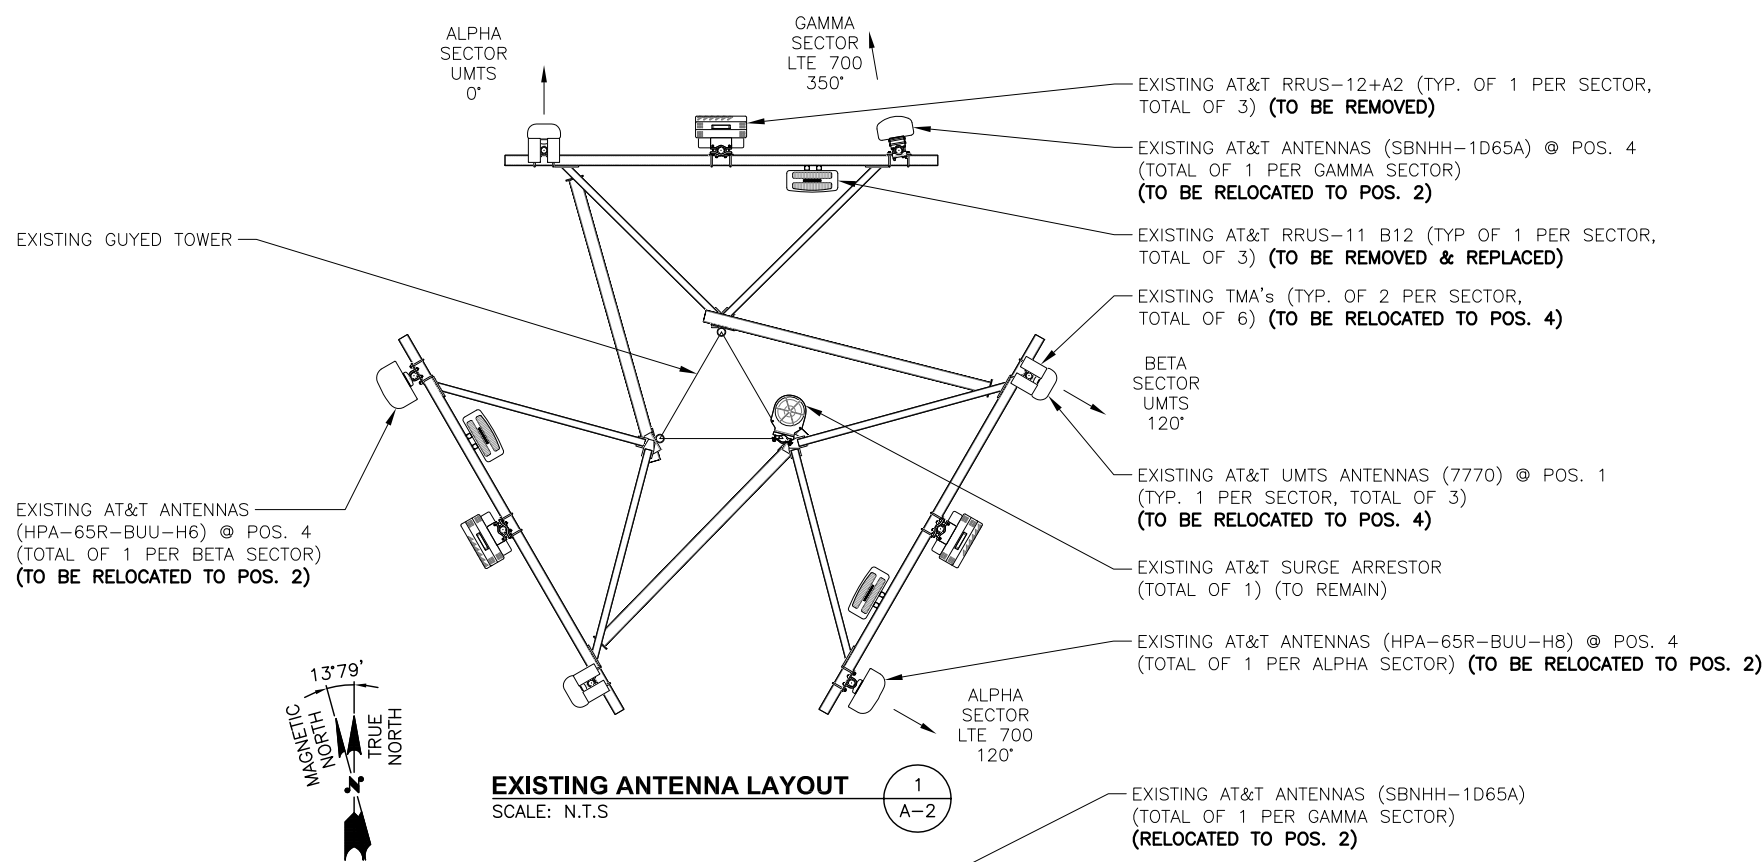 ALPHA
SECTOR
UMTS
0°
GAMMA
SECTOR
LTE 700
350°
EXISTING AT&T RRUS-12+A2 (TYP. OF 1 PER SECTOR,
TOTAL OF 3) (TO BE REMOVED)
EXISTING AT&T ANTENNAS (SBNHH-1D65A) @ POS. 4
(TOTAL OF 1 PER GAMMA SECTOR)
(TO BE RELOCATED TO POS. 2)
EXISTING GUYED TOWER
EXISTING AT&T RRUS-11 B12 (TYP OF 1 PER SECTOR,
TOTAL OF 3) (TO BE REMOVED & REPLACED)
EXISTING TMA's (TYP. OF 2 PER SECTOR,
TOTAL OF 6) (TO BE RELOCATED TO POS. 4)
BETA
SECTOR
UMTS
120°
EXISTING AT&T UMTS ANTENNAS (7770) @ POS. 1
(TYP. 1 PER SECTOR, TOTAL OF 3)
(TO BE RELOCATED TO POS. 4)
EXISTING AT&T ANTENNAS
(HPA-65R-BUU-H6) @ POS. 4
(TOTAL OF 1 PER BETA SECTOR)
(TO BE RELOCATED TO POS. 2)
EXISTING AT&T SURGE ARRESTOR
(TOTAL OF 1) (TO REMAIN)
EXISTING AT&T ANTENNAS (HPA-65R-BUU-H8) @ POS. 4
(TOTAL OF 1 PER ALPHA SECTOR) (TO BE RELOCATED TO POS. 2)
ALPHA
SECTOR
LTE 700
120°
13°79'
MAGNETIC
NORTH
TRUE
NORTH
N
EXISTING ANTENNA LAYOUT
SCALE: N.T.S
1
A-2
EXISTING AT&T ANTENNAS (SBNHH-1D65A)
(TOTAL OF 1 PER GAMMA SECTOR)
(RELOCATED TO POS. 2)